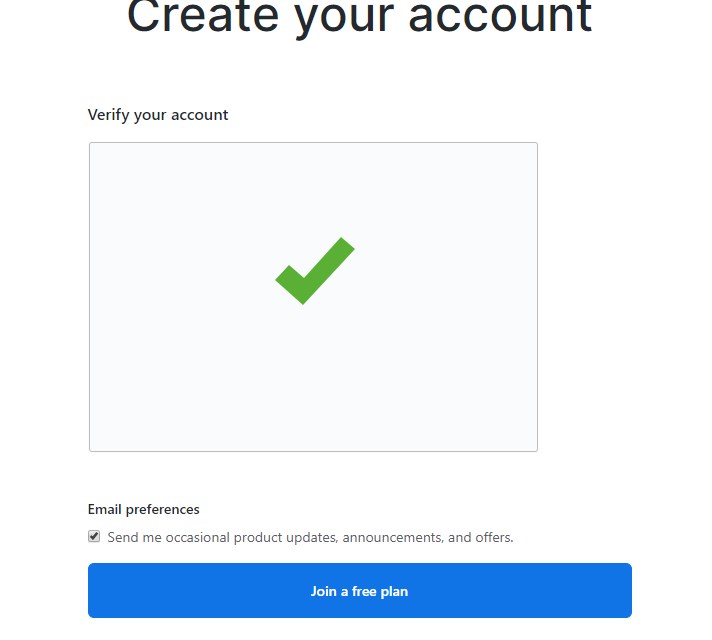 Create your account
Verify your account
Email preferences
Send me occasional product updates, announcements, and offers.
Join a free plan